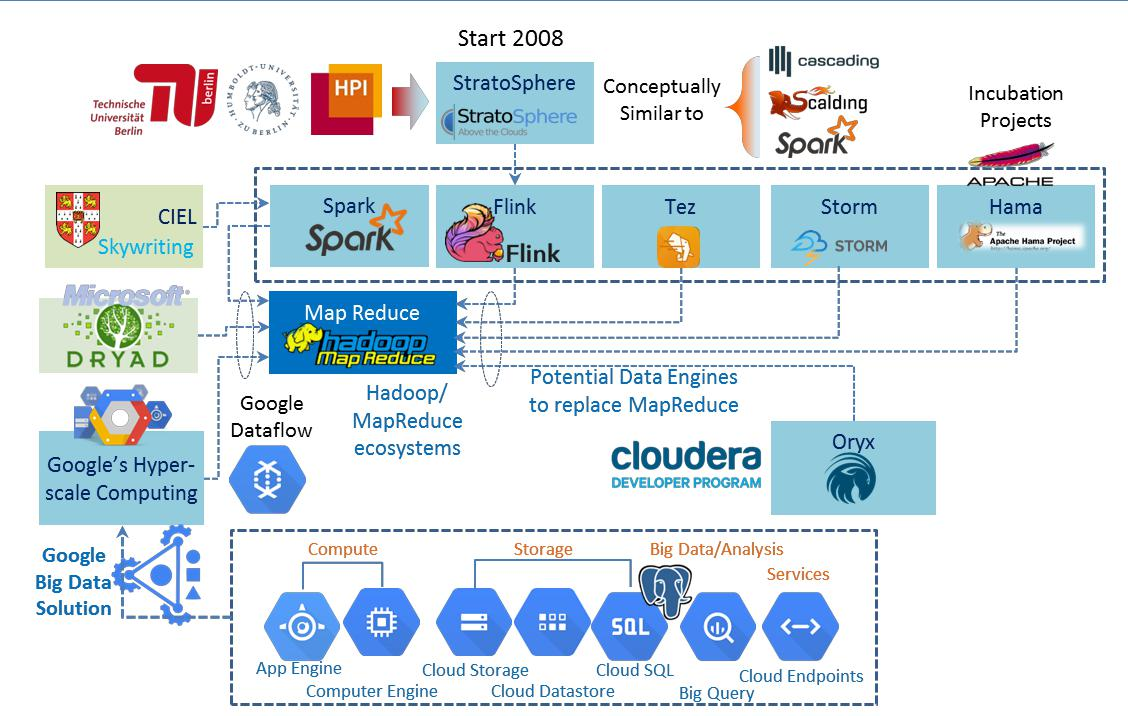 Start 2008
Technische
Universität
Berlin
berlin
HUMBOLDT-UNIVERSITÄT
ZU BERLIN
HPI
StratoSphere
StratoSphere
Above the Clouds
Conceptually
Similar to
cascading
Scalding
Spark
Incubation
Projects
APACHE
CIEL
Skywriting
Spark
Spark
Flink
Flink
Tez
Storm
STORM
Hama
The
Apache Hama Project
Microsoft
DRYAD
Map Reduce
hadoop
Map Reduce
Hadoop/
MapReduce
ecosystems
Potential Data Engines
to replace MapReduce
Google
Dataflow
Google's Hyper-
scale Computing
cloudera
DEVELOPER PROGRAM
Oryx
Google
Big Data
Solution
Compute
Storage
Big Data/Analysis
Services
SQL
App Engine
Computer Engine
Cloud Storage
Cloud Datastore
Cloud SQL
Big Query
Cloud Endpoints